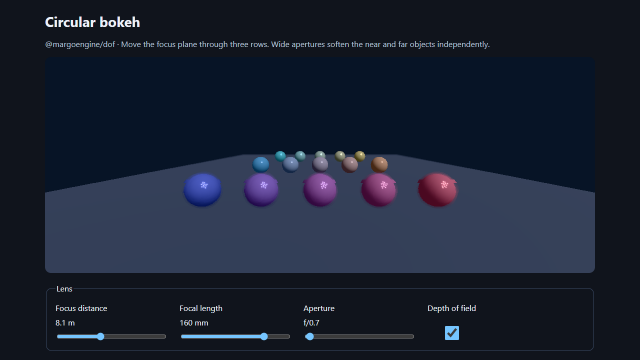 Circular bokeh
@margoengine/dof · Move the focus plane through three rows. Wide apertures soften the near and far objects independently.
Lens
Focus distance
8.1 m
Focal length
160 mm
Aperture
f/0.7
Depth of field